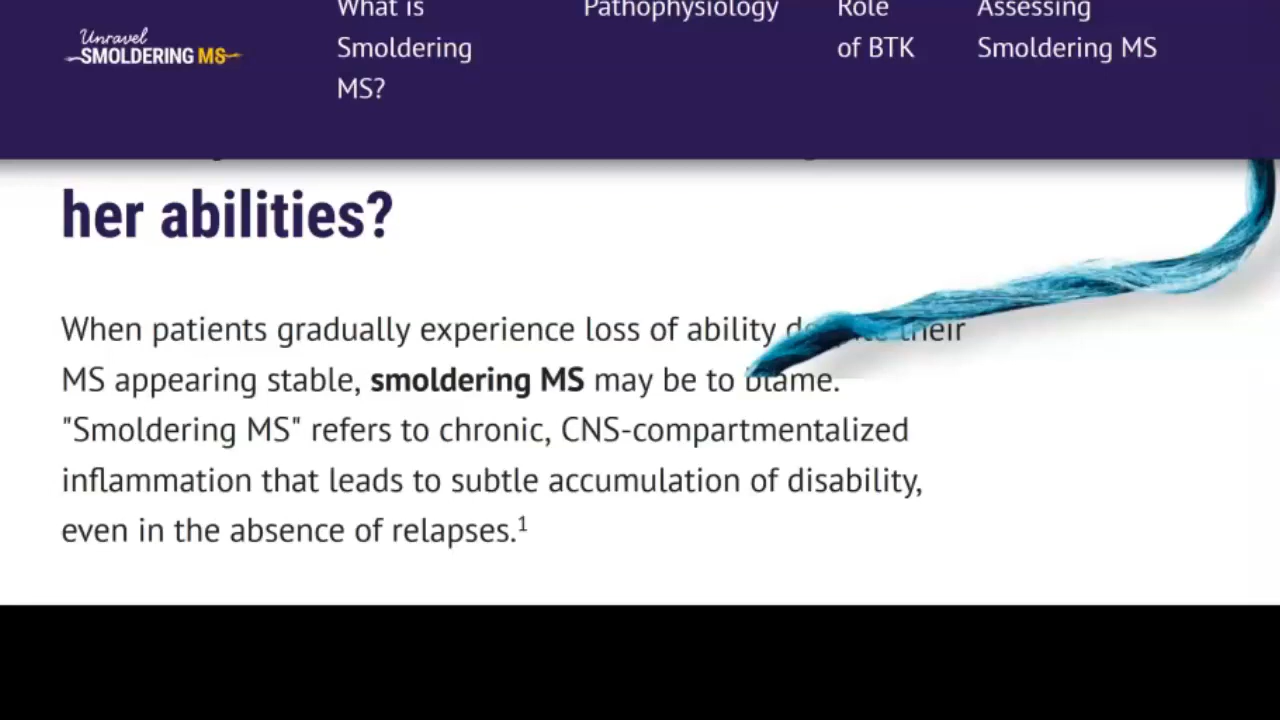 What is Pathophysiology Role Assessing
Unravel
SMOLDERING MS
Smoldering of BTK Smoldering MS
MS?
her abilities?
When patients gradually experience loss of ability their
MS appearing stable, smoldering MS may be to blame.
"Smoldering MS" refers to chronic, CNS-compartmentalized
inflammation that leads to subtle accumulation of disability,
even in the absence of relapses.1